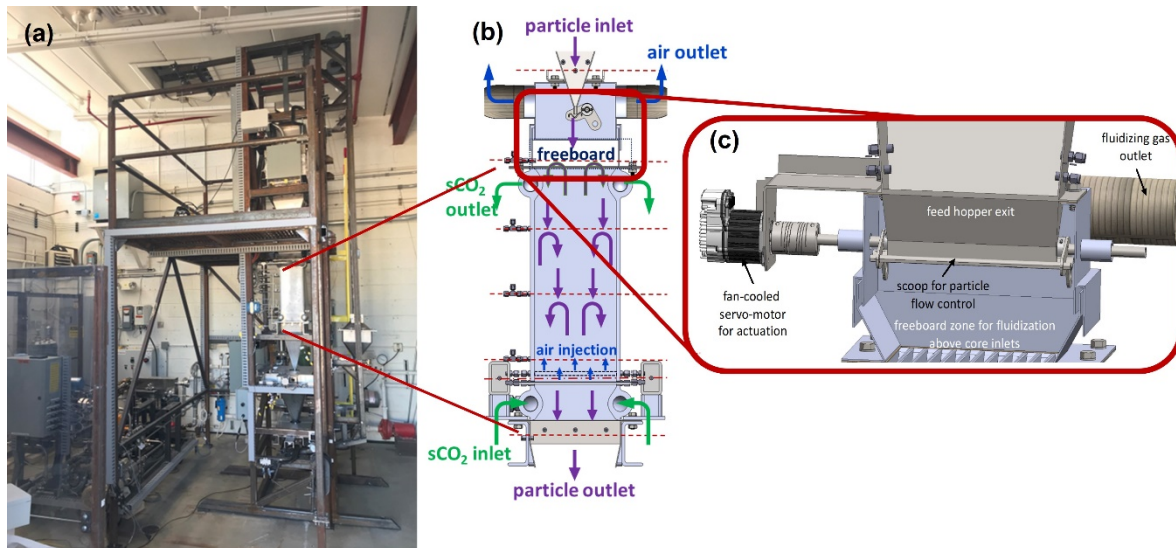 (a)
(b)
particle inlet
air outlet
freeboard
sCO₂
outlet
air injection
sCO₂ inlet
particle outlet
(c)
fluidizing gas
outlet
feed hopper exit
scoop for particle
flow control
fan-cooled
servo-motor
for actuation
freeboard zone for fluidization
above core inlets